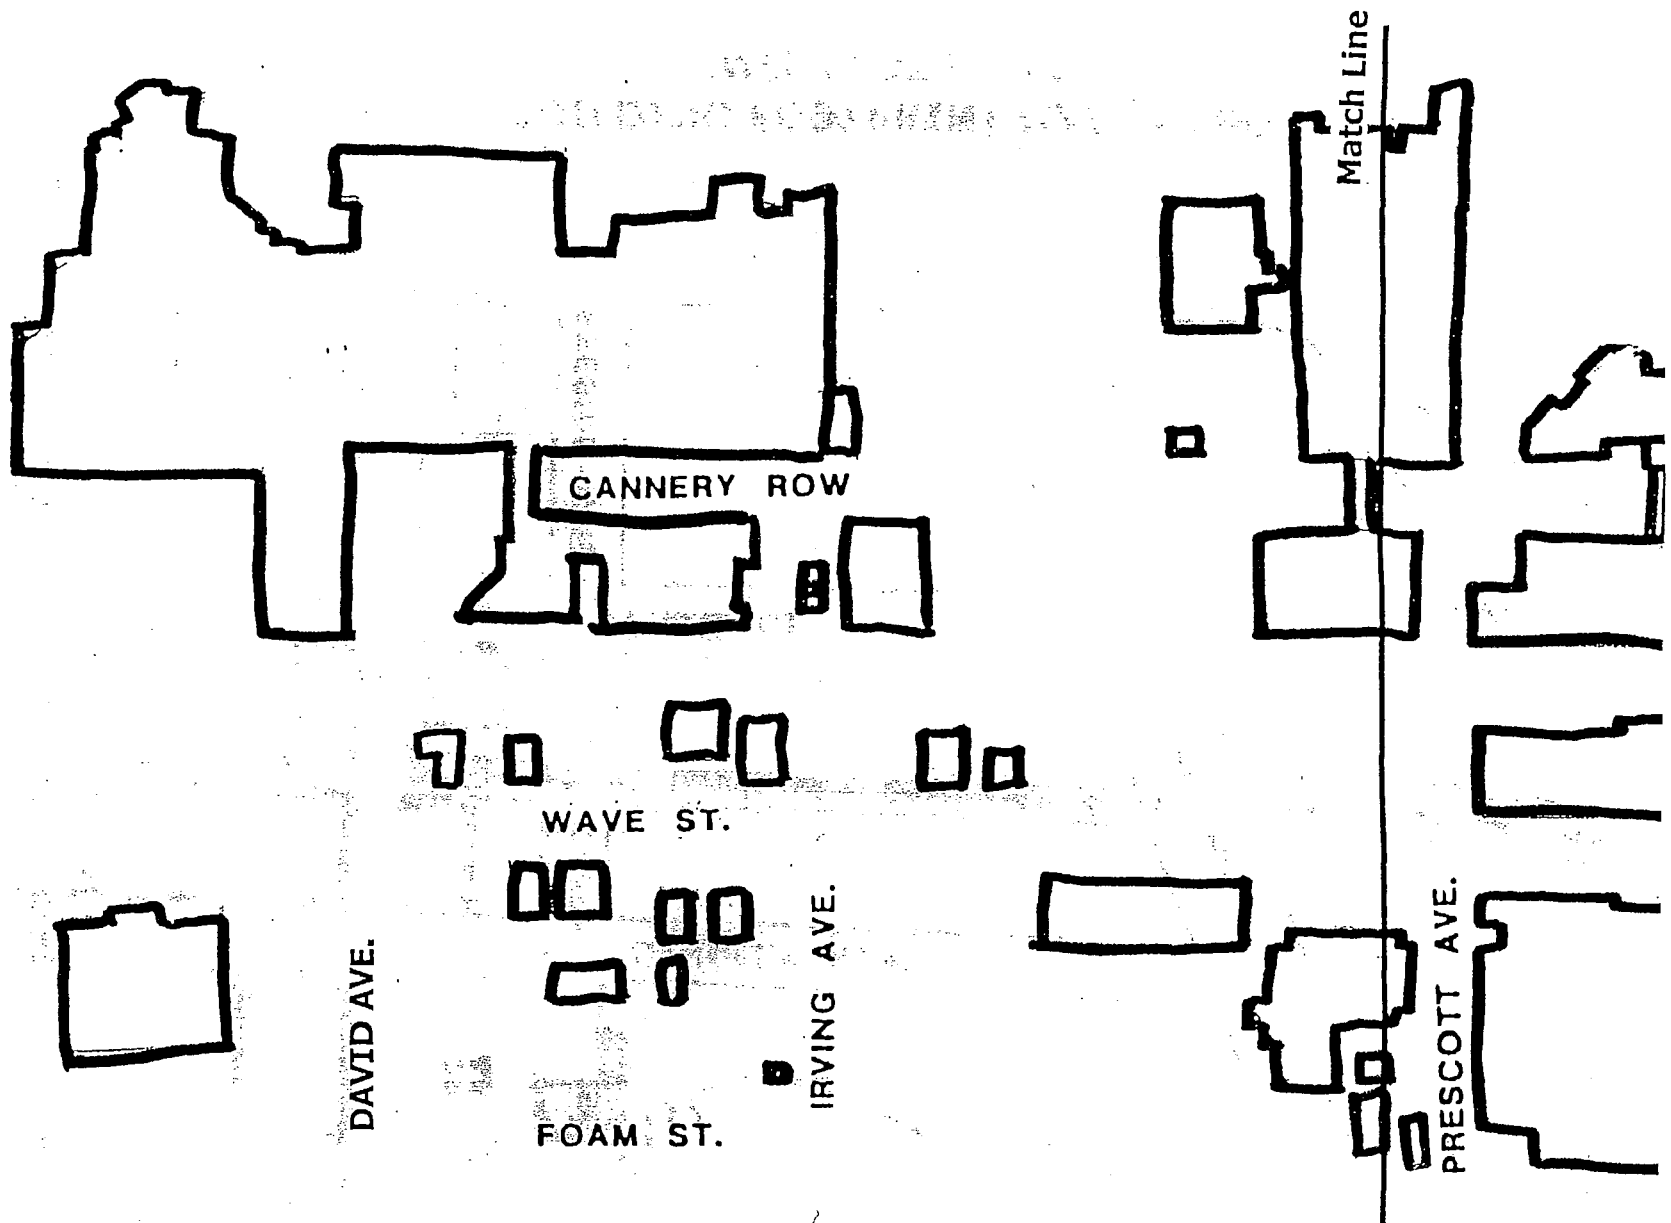 Match Line
CANNERY ROW
WAVE ST.
DAVID AVE.
IRVING AVE.
PRESCOTT AVE.
FOAM ST.